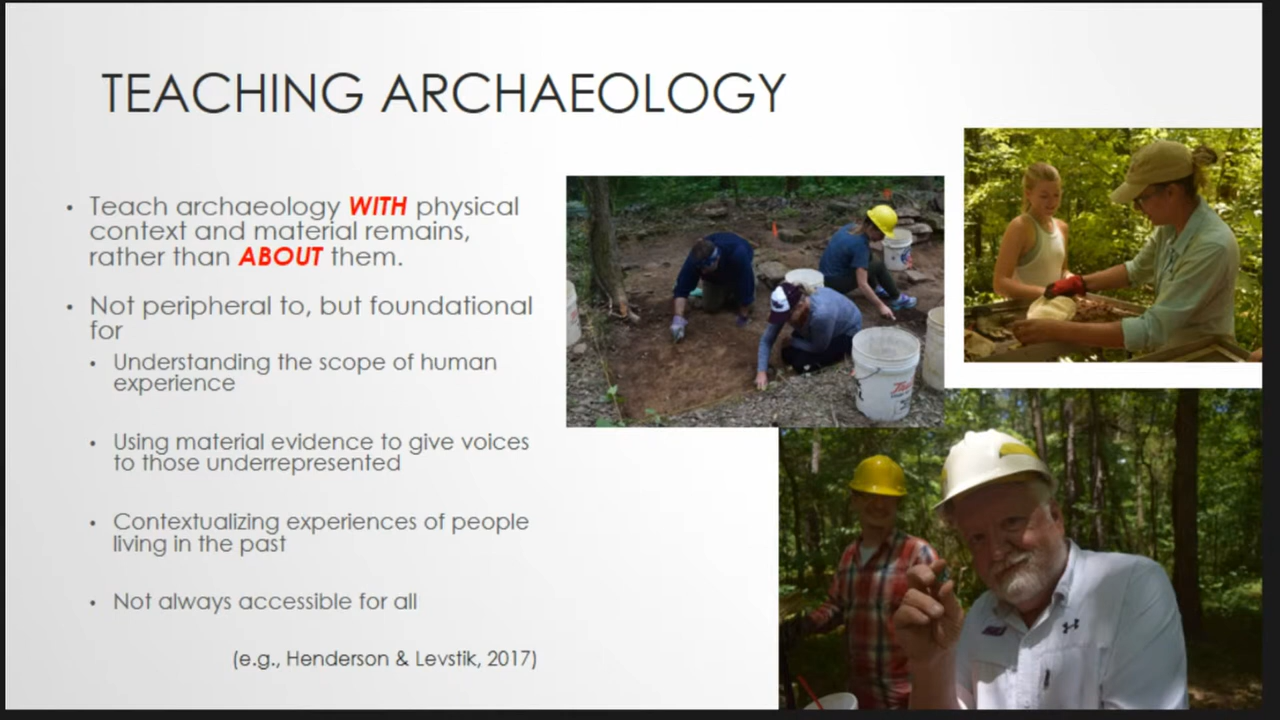 TEACHING ARCHAEOLOGY
• Teach archaeology WITH physical
context and material remains,
rather than ABOUT them.
• Not peripheral to, but foundational
for
• Understanding the scope of human
experience
• Using material evidence to give voices
to those underrepresented
• Contextualizing experiences of people
living in the past
• Not always accessible for all
(e.g., Henderson & Levstik, 2017)